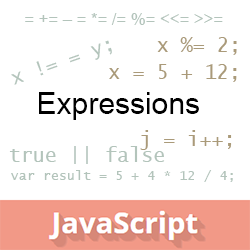 = += – = *= /= %= <<= >>=
x != = y;
x %= 2;
x = 5 + 12;
Expressions
j = i++;
true || false
var result = 5 + 4 * 12 / 4;
JavaScript